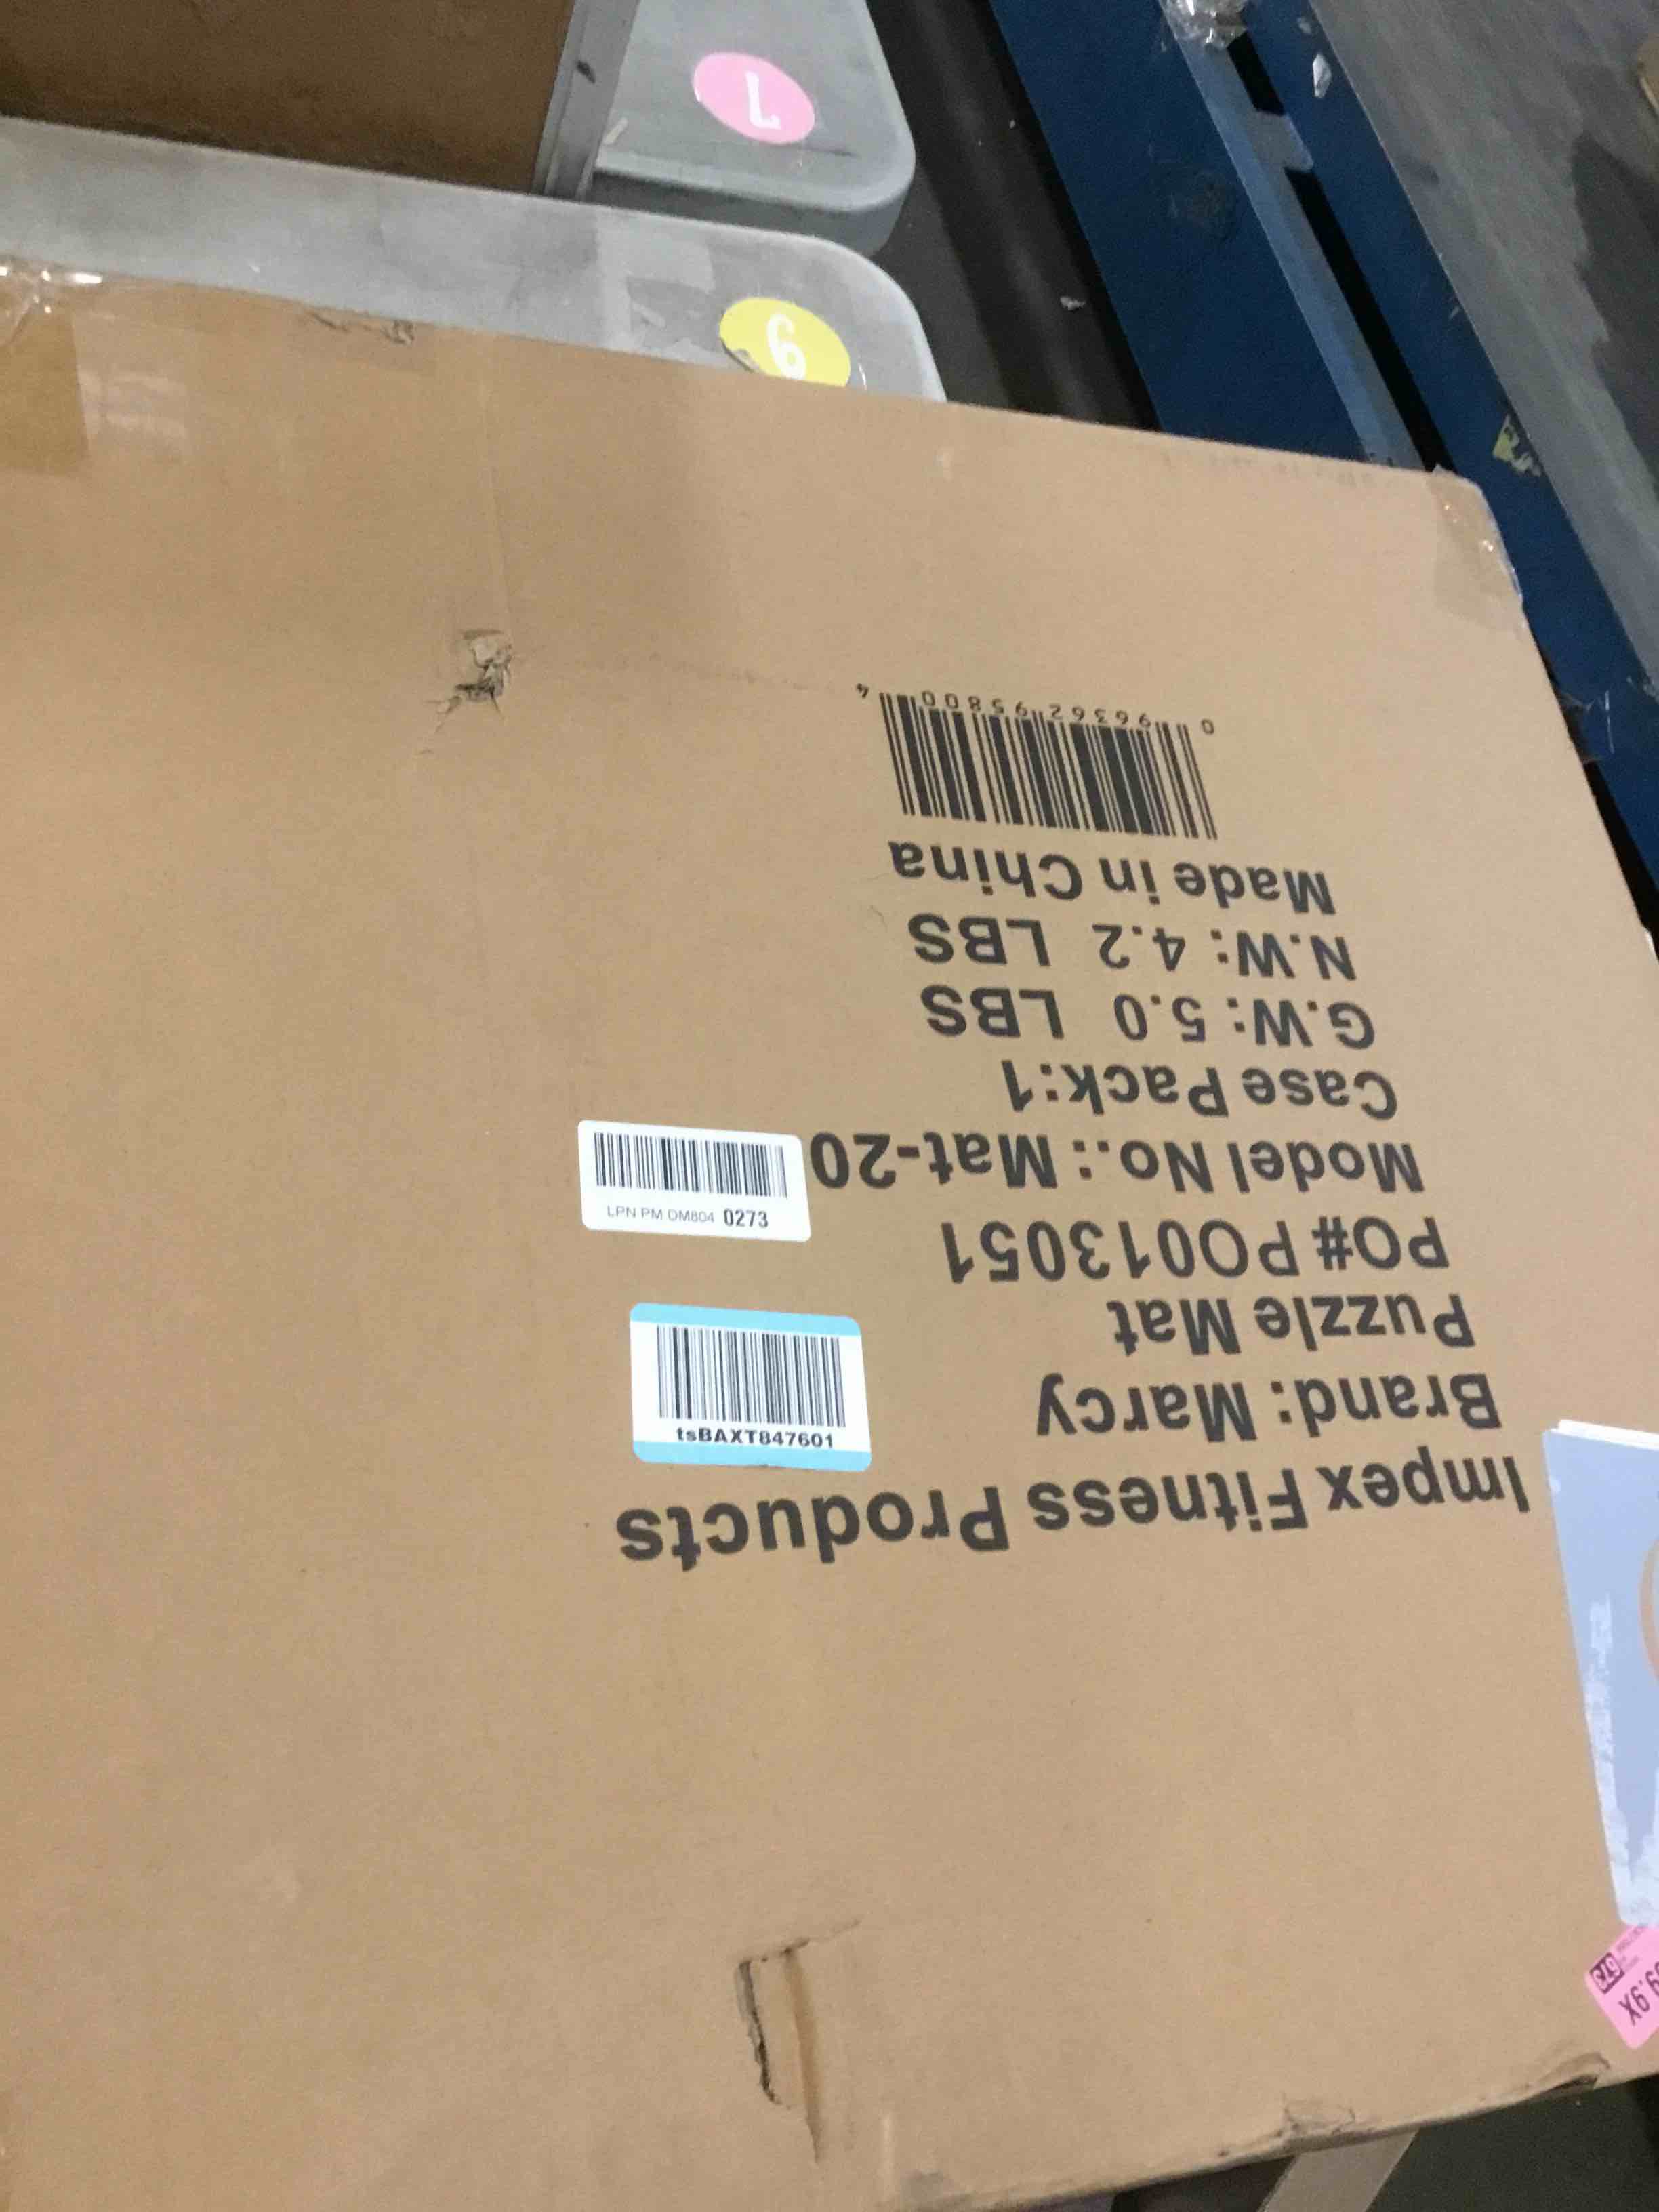 Impex Fitness Products
Brand: Marcy
Puzzle Mat
PO# PO013051
Model No.: Mat-20
Case Pack:1
G.W: 5.0 LBS
N.W: 4.2 LBS
Made in China
0 96362 95800 4
tsBAXT847601
LPN PM DM804 0273